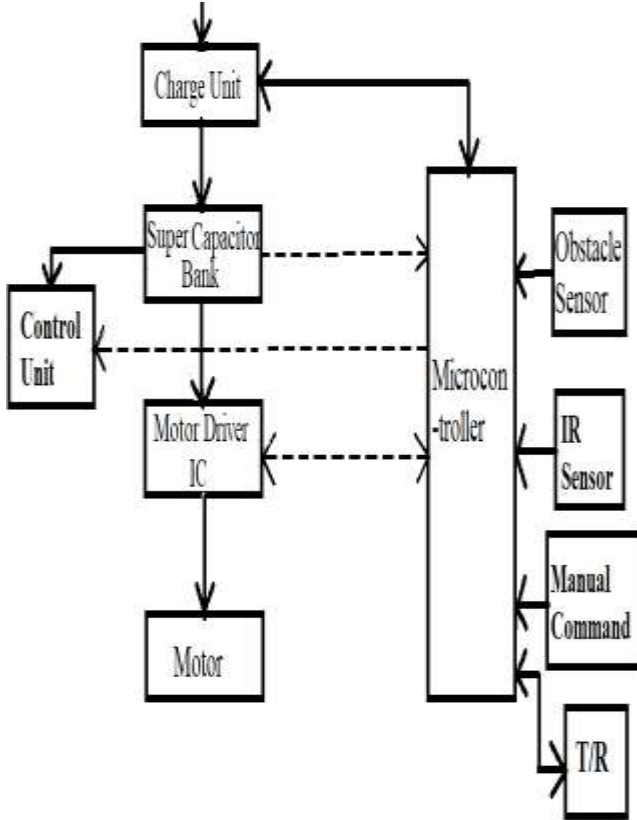 Charge Unit
Super Capacitor
Bank
Control
Unit
Motor Driver
IC
Motor
Microcon
-troller
Obstacle
Sensor
IR
Sensor
Manual
Command
T/R